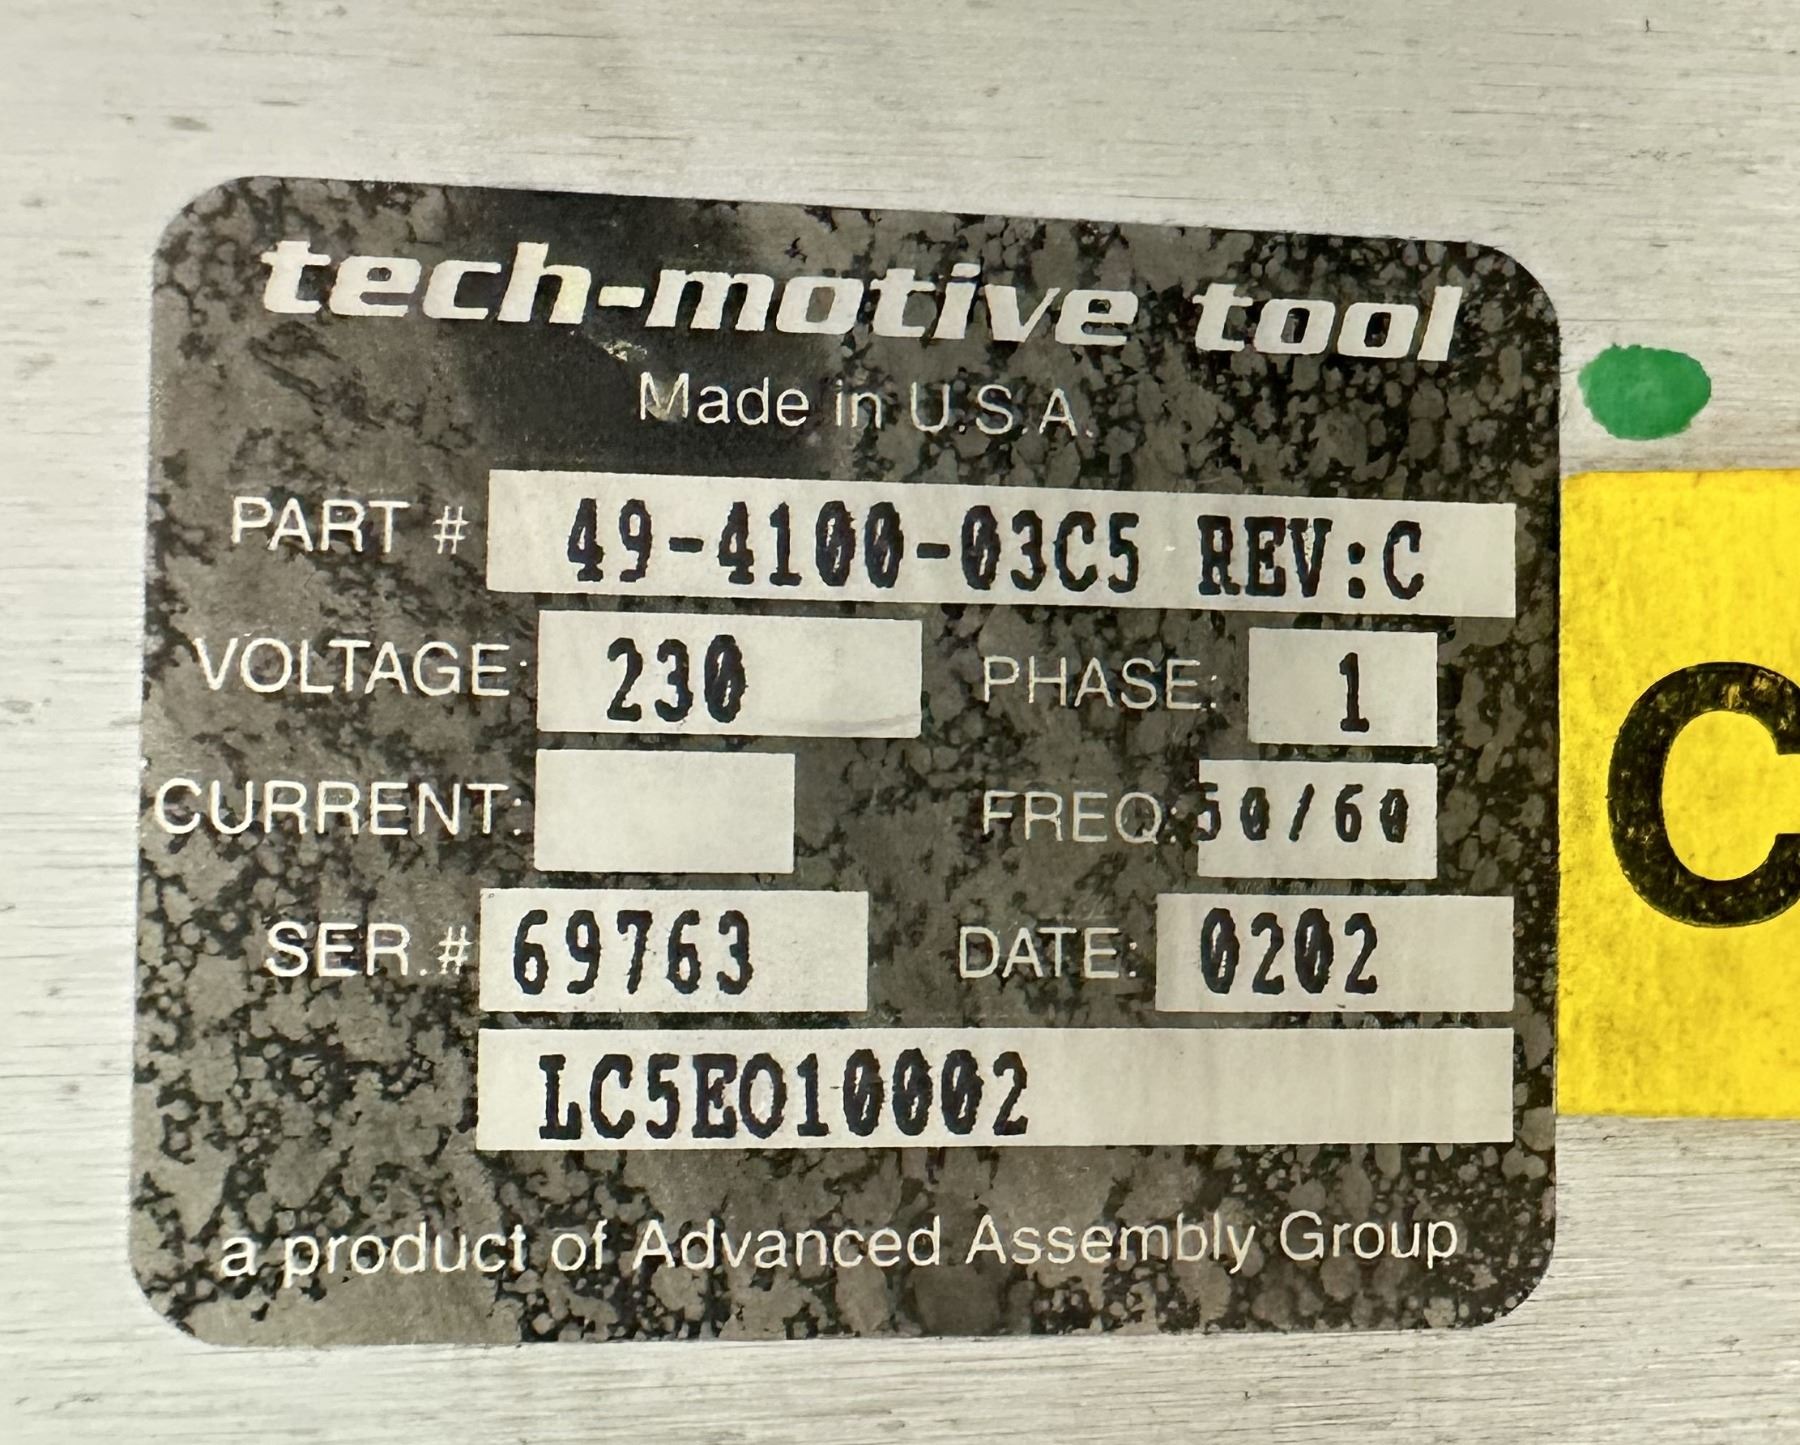 tech-motive tool
Made in U.S.A.
PART # 49-4100-03C5 REV:C
VOLTAGE: 230 PHASE: 1
CURRENT: FREQ: 50/60
SER.# 69763 DATE: 0202
LC5EO10002
a product of Advanced Assembly Group
C